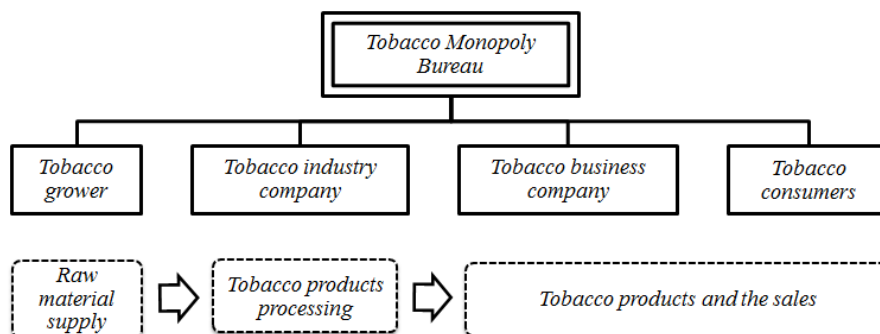 Tobacco Monopoly
Bureau
Tobacco
grower
Tobacco industry
company
Tobacco business
company
Tobacco
consumers
Raw
material
supply
Tobacco products
processing
Tobacco products and the sales